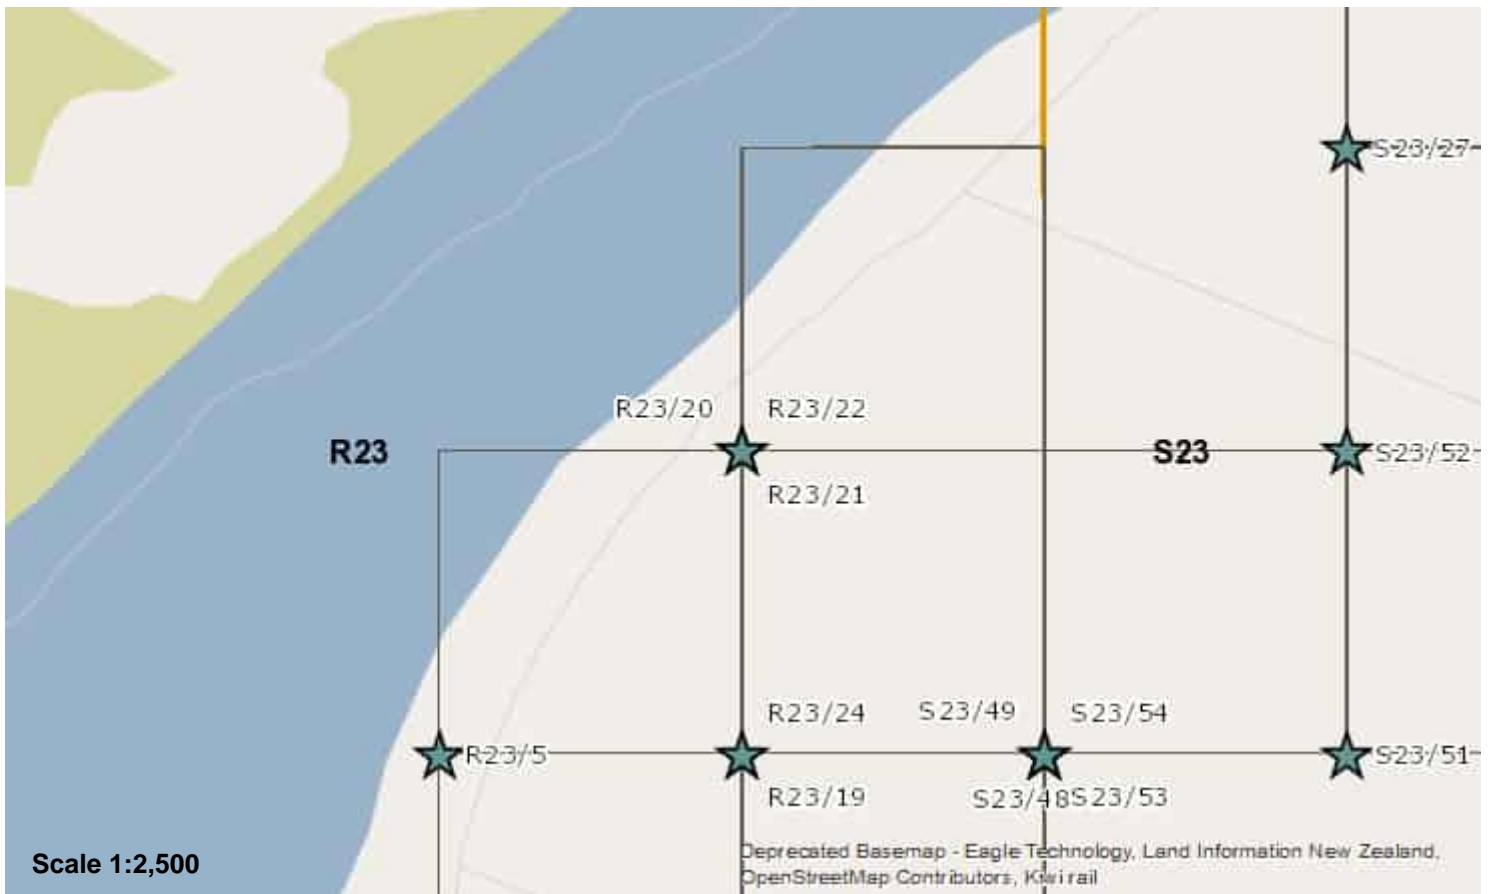 S23/27
R23/20
R23/22
R23
S23
S23/52
R23/21
R23/24
S23/49
S23/54
R23/5
S23/51
R23/19
S23/48
S23/53
Deprecated Basemap - Eagle Technology, Land Information New Zealand,
OpenStreetMap Contributors, Kiwirail
Scale 1:2,500